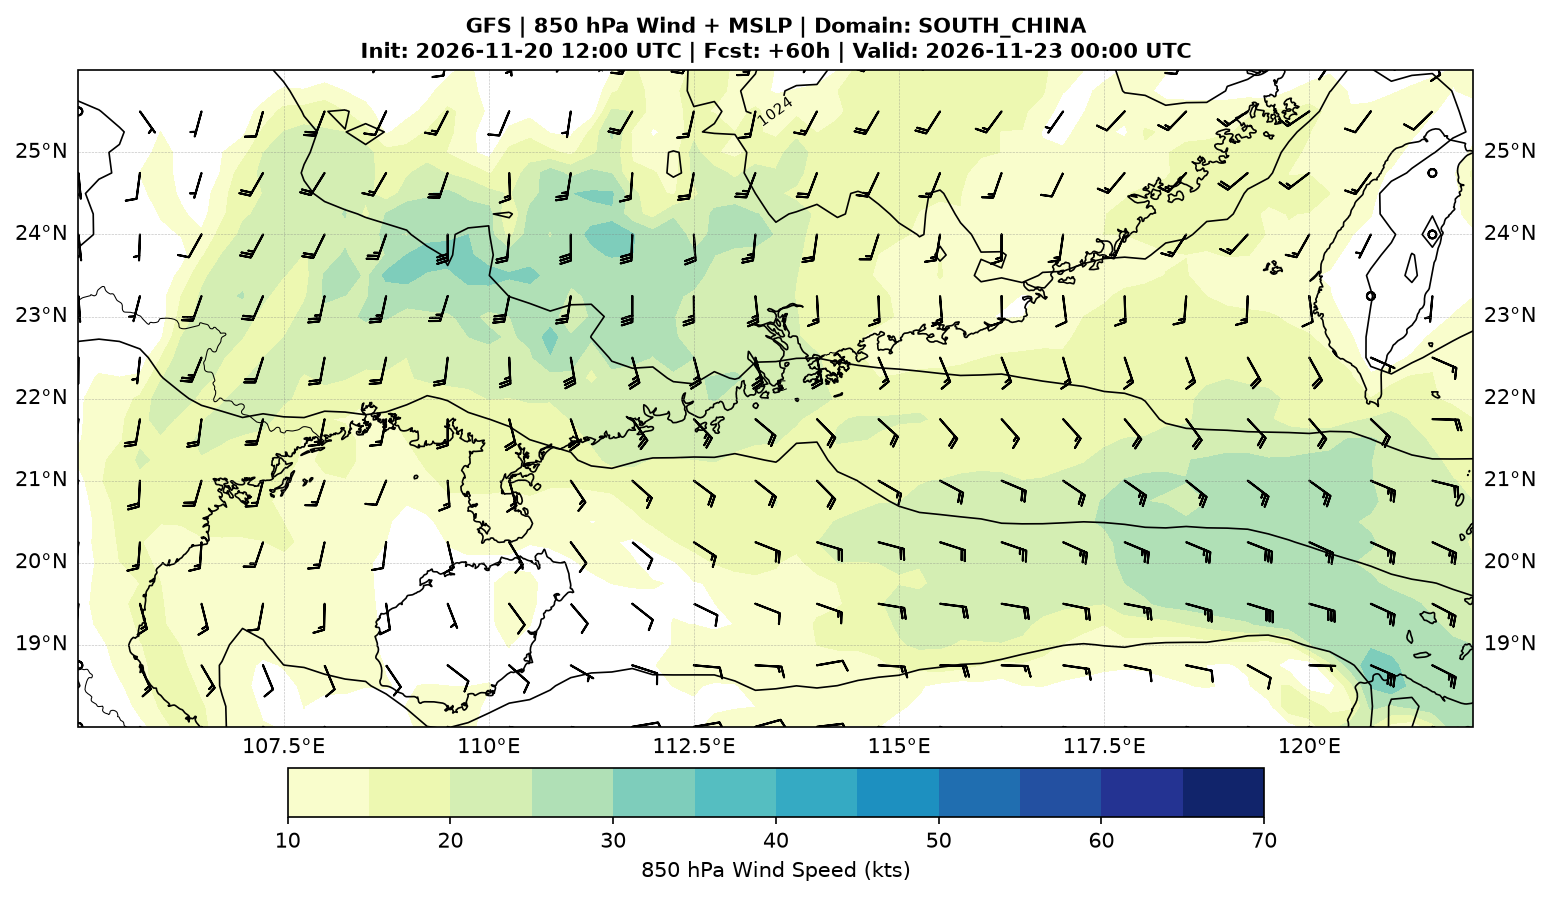 GFS | 850 hPa Wind + MSLP | Domain: SOUTH_CHINA
Init: 2026-11-20 12:00 UTC | Fcst: +60h | Valid: 2026-11-23 00:00 UTC
1024
25°N 25°N
24°N 24°N
23°N 23°N
22°N 22°N
21°N 21°N
20°N 20°N
19°N 19°N
107.5°E 110°E 112.5°E 115°E 117.5°E 120°E
10 20 30 40 50 60 70
850 hPa Wind Speed (kts)